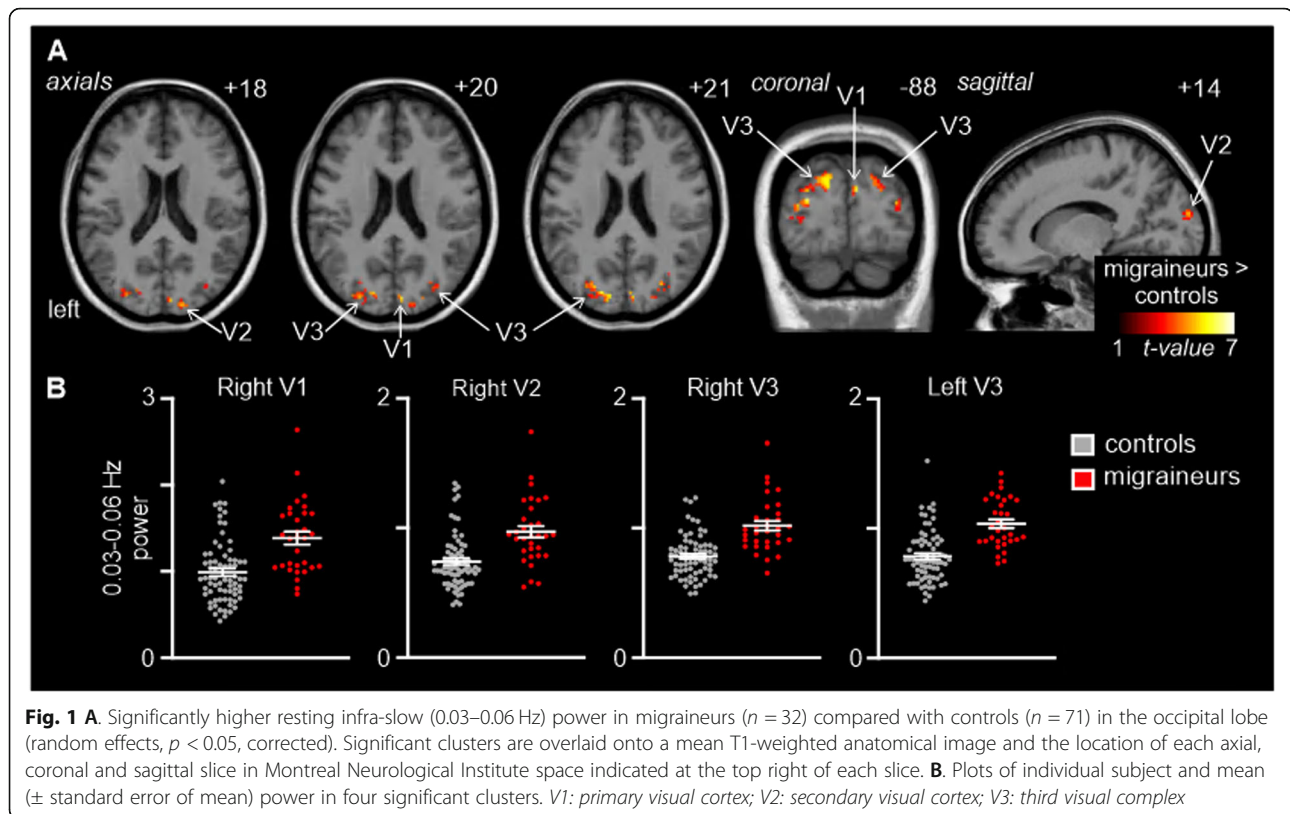 A
axials
+18
+20
+21
coronal
V1
-88
sagittal
+14
V3
V3
V2
left
V2
V3
V1
V3
migraineurs >
controls
1 t-value 7
B
Right V1
Right V2
Right V3
Left V3
3
2
2
2
0.03-0.06 Hz
power
controls
migraineurs
0
0
0
0
Fig. 1 A. Significantly higher resting infra-slow (0.03–0.06 Hz) power in migraineurs (n = 32) compared with controls (n = 71) in the occipital lobe
(random effects, p < 0.05, corrected). Significant clusters are overlaid onto a mean T1-weighted anatomical image and the location of each axial,
coronal and sagittal slice in Montreal Neurological Institute space indicated at the top right of each slice. B. Plots of individual subject and mean
(± standard error of mean) power in four significant clusters. V1: primary visual cortex; V2: secondary visual cortex; V3: third visual complex